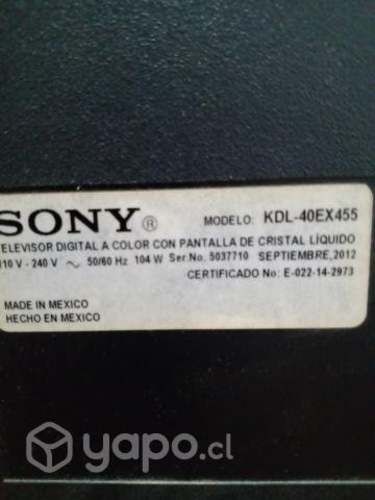 SONY® MODELO: KDL-40EX455
TELEVISOR DIGITAL A COLOR CON PANTALLA DE CRISTAL LÍQUIDO
110 V - 240 V ~ 50/60 Hz 104 W Ser.No. 5037710 SEPTIEMBRE,2012
CERTIFICADO No: E-022-14-2973
MADE IN MEXICO
HECHO EN MEXICO
yapo.cl